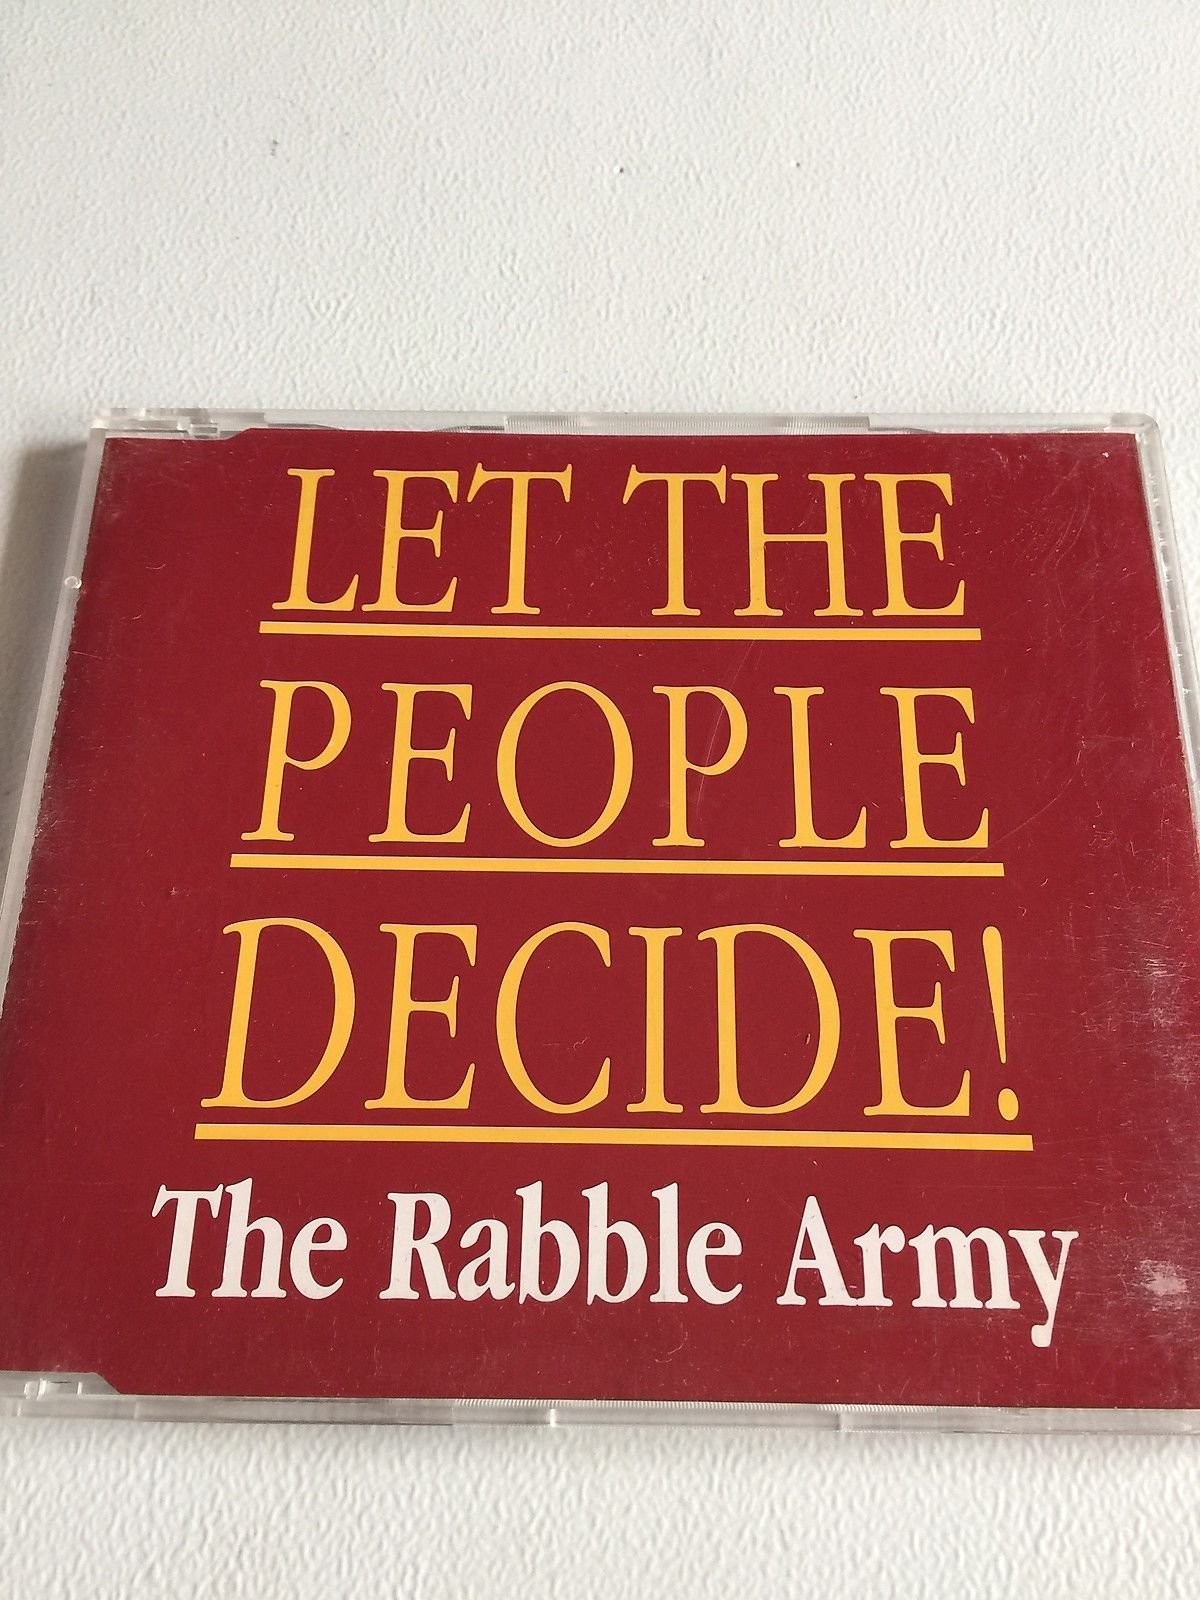 LET THE
PEOPLE
DECIDE!
The Rabble Army